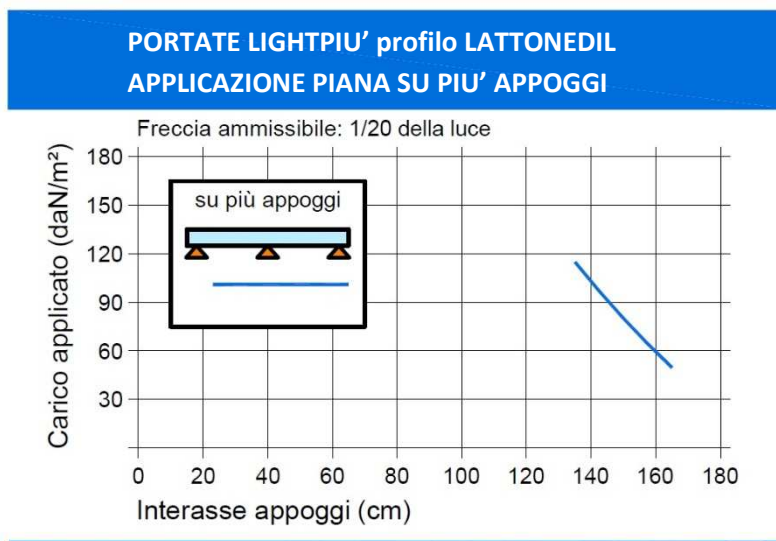 PORTATE LIGHTPIU' profilo LATTONEDIL
APPLICAZIONE PIANA SU PIU' APPOGGI
Freccia ammissibile: 1/20 della luce
Carico applicato (daN/m²)
180
150
120
90
60
30
su più appoggi
0 20 40 60 80 100 120 140 160 180
Interasse appoggi (cm)